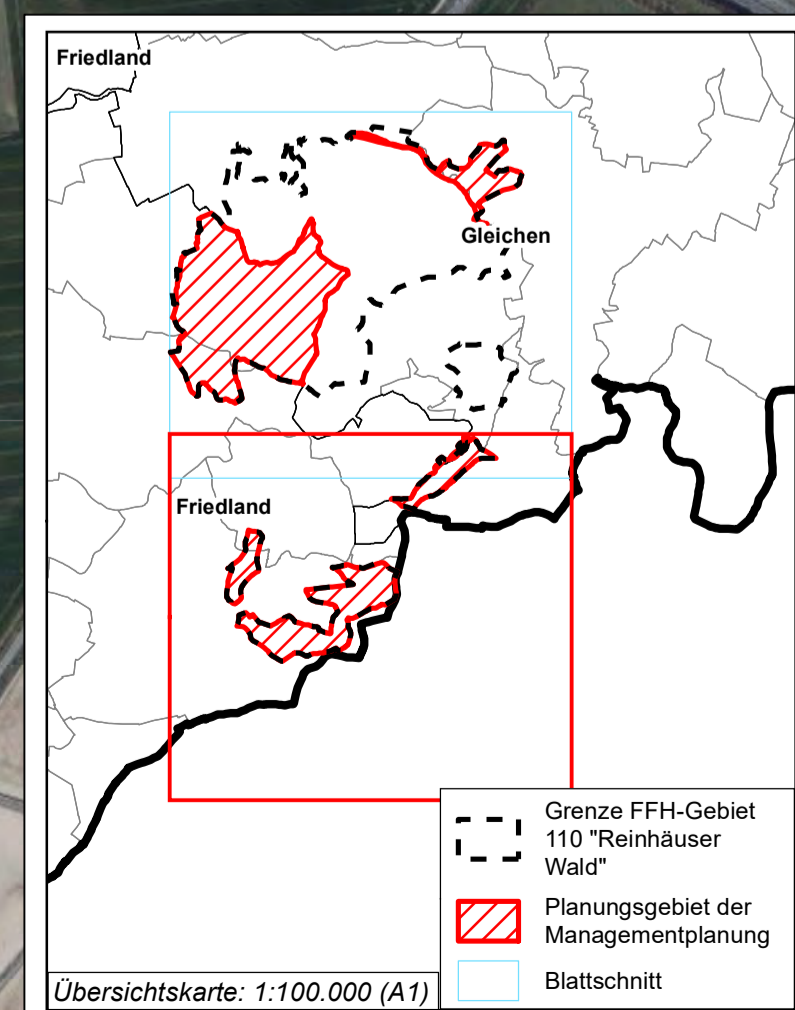 Friedland
Gleichen
Friedland
Grenze FFH-Gebiet
110 "Reinhäuser
Wald"
Planungsgebiet der
Managementplanung
Blattschnitt
Übersichtskarte: 1:100.000 (A1)